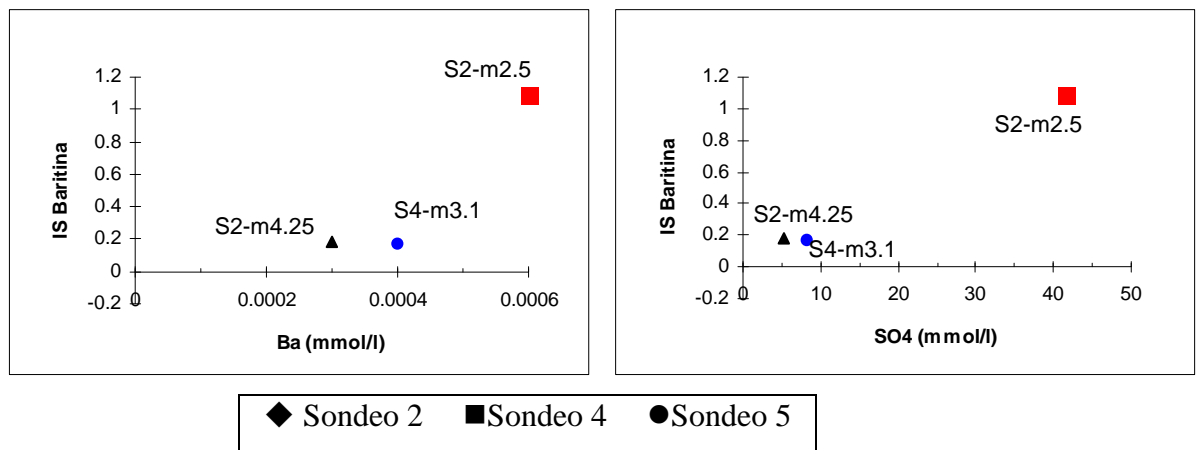 S2-m2.5
1.2
1
0.8
0.6
0.4
0.2
0
-0.2
IS Baritina
S2-m4.25
S4-m3.1
0 0.0002 0.0004 0.0006
Ba (mmol/l)
1.2
1
0.8
0.6
0.4
0.2
0
-0.2
IS Baritina
S2-m2.5
S2-m4.25
S4-m3.1
0 10 20 30 40 50
SO4 (mmol/l)
Sondeo 2 Sondeo 4 Sondeo 5